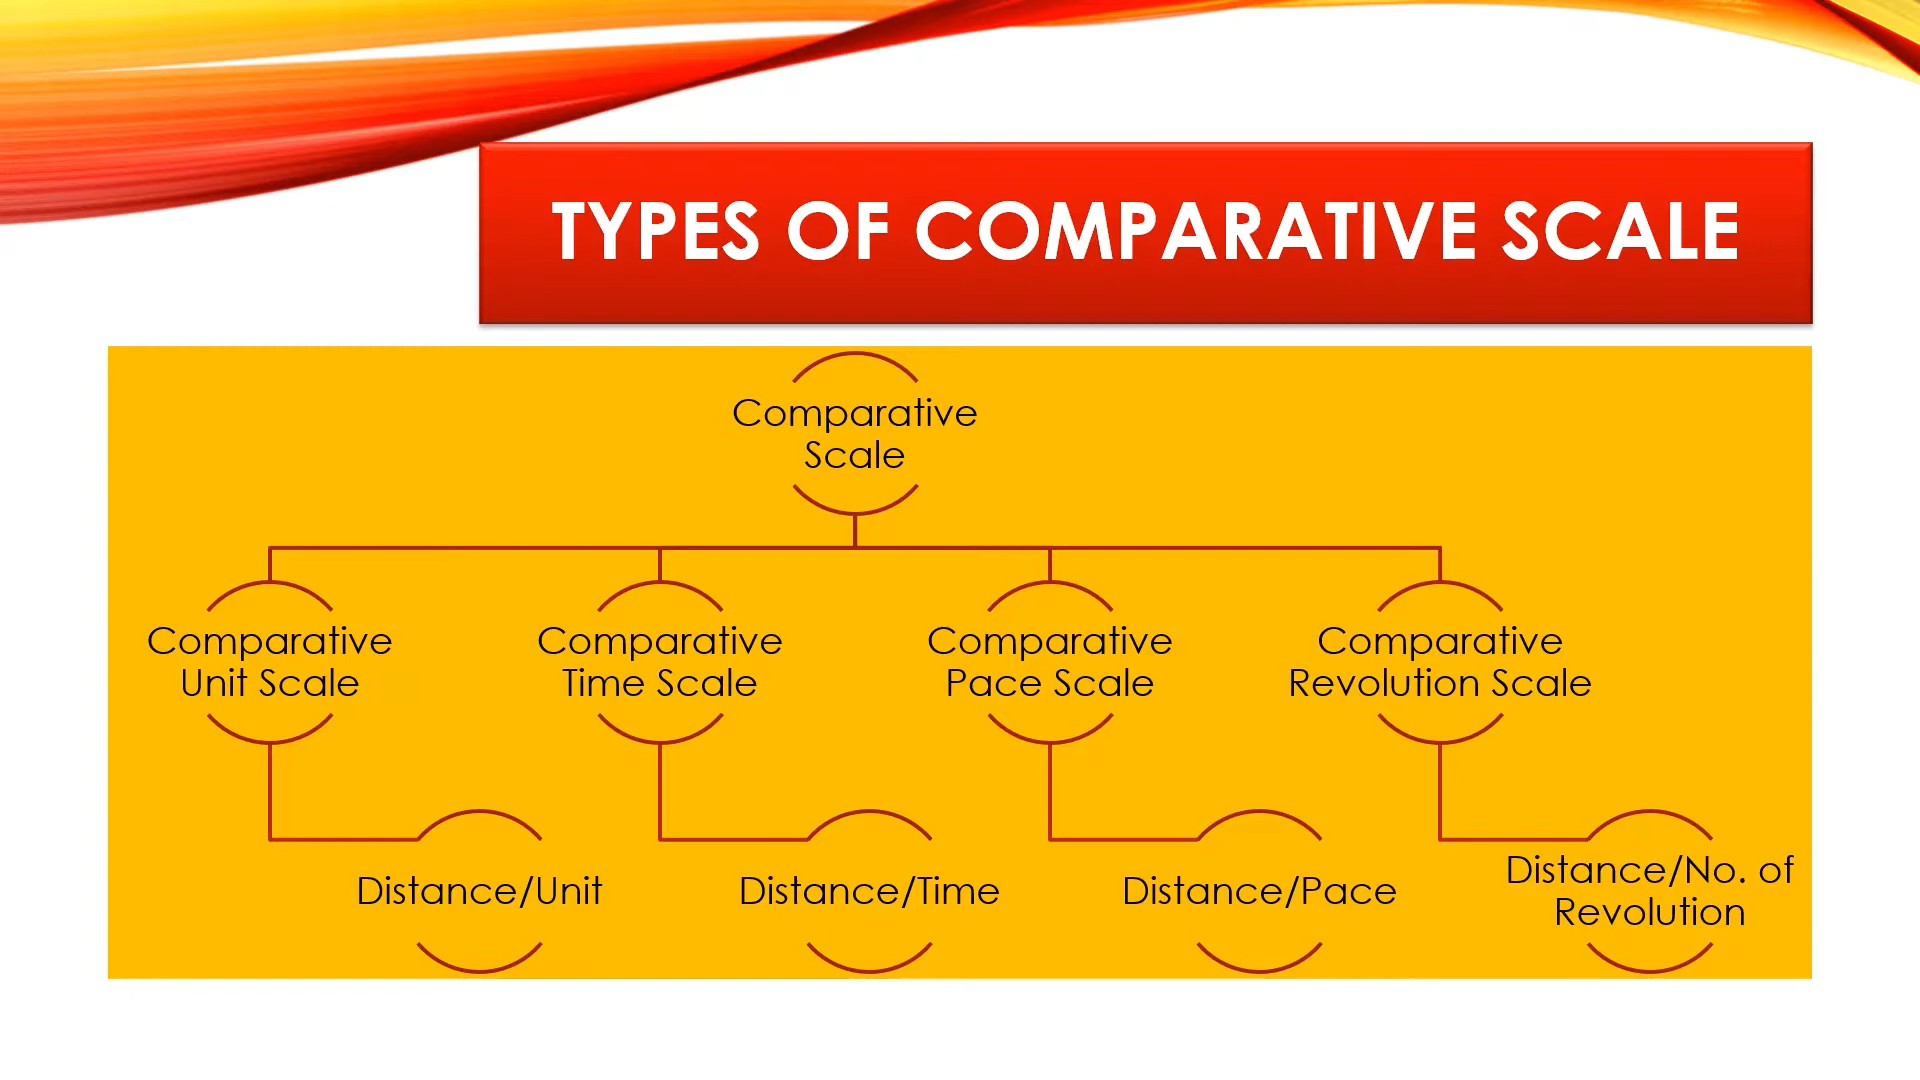 TYPES OF COMPARATIVE SCALE
Comparative
Scale
Comparative
Unit Scale
Comparative
Time Scale
Comparative
Pace Scale
Comparative
Revolution Scale
Distance/Unit
Distance/Time
Distance/Pace
Distance/No. of
Revolution